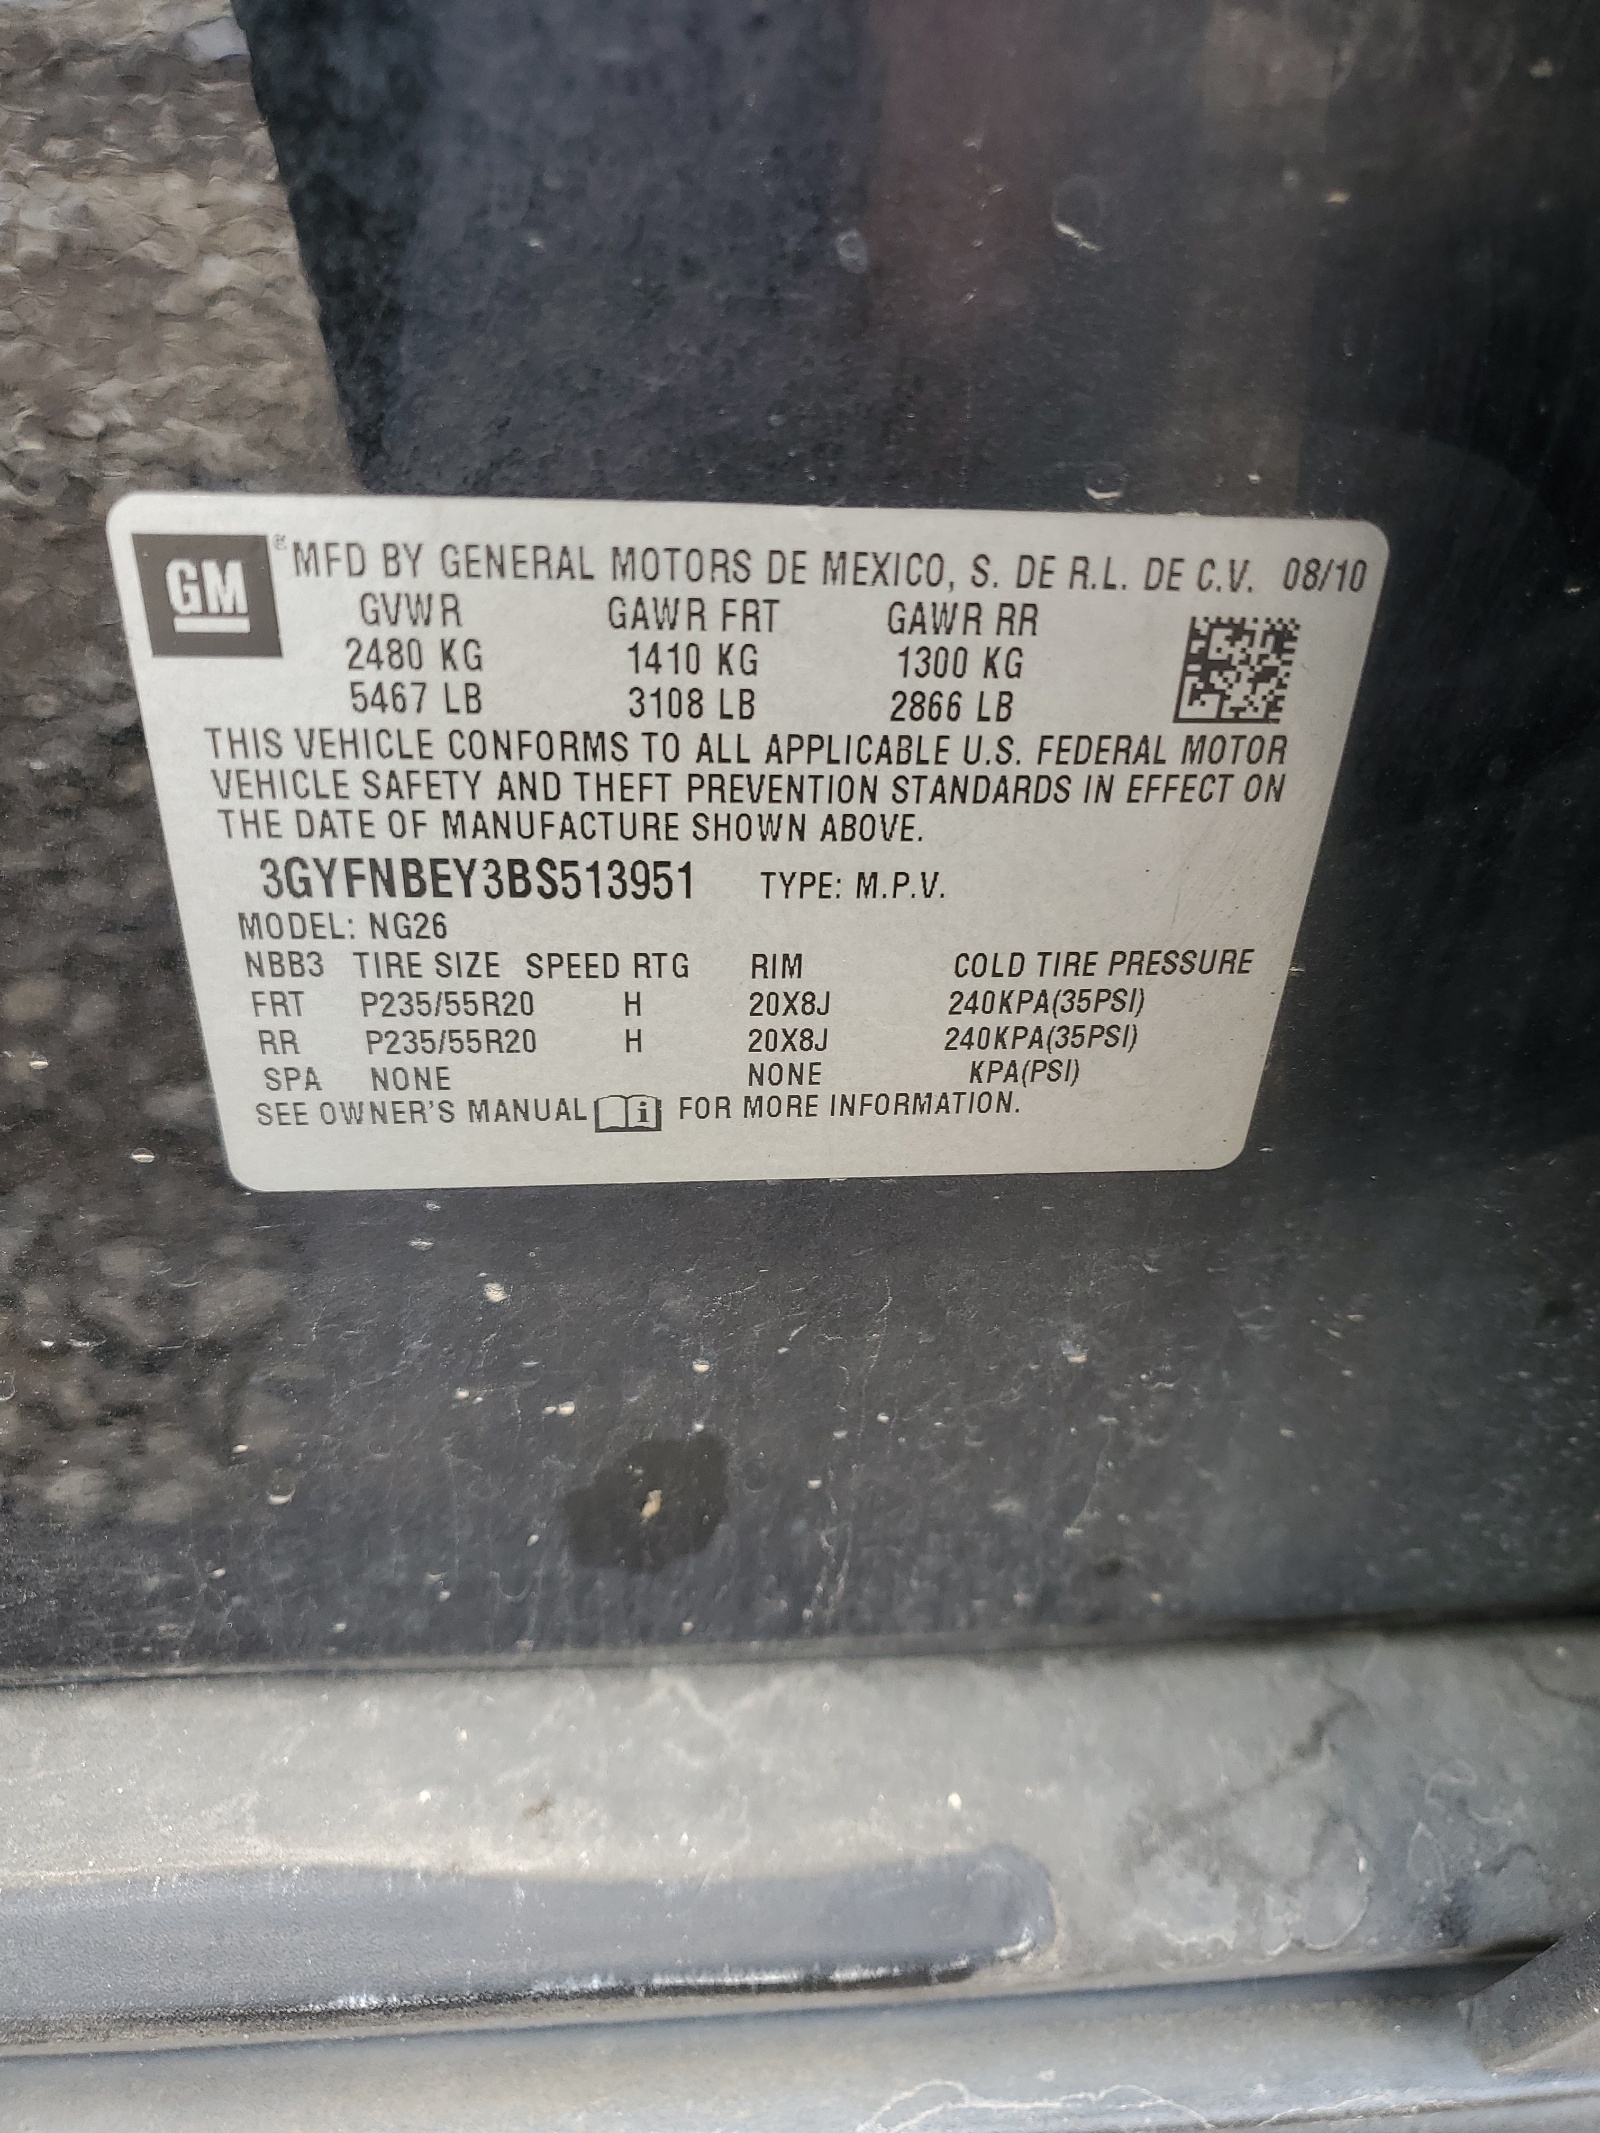 GM
® MFD BY GENERAL MOTORS DE MEXICO, S. DE R.L. DE C.V. 08/10
GVWR GAWR FRT GAWR RR
2480 KG 1410 KG 1300 KG
5467 LB 3108 LB 2866 LB
THIS VEHICLE CONFORMS TO ALL APPLICABLE U.S. FEDERAL MOTOR
VEHICLE SAFETY AND THEFT PREVENTION STANDARDS IN EFFECT ON
THE DATE OF MANUFACTURE SHOWN ABOVE.
3GYFNBEY3BS513951 TYPE: M.P.V.
MODEL: NG26
NBB3 TIRE SIZE SPEED RTG RIM COLD TIRE PRESSURE
FRT P235/55R20 H 20X8J 240KPA(35PSI)
RR P235/55R20 H 20X8J 240KPA(35PSI)
SPA NONE NONE KPA(PSI)
SEE OWNER'S MANUAL i FOR MORE INFORMATION.